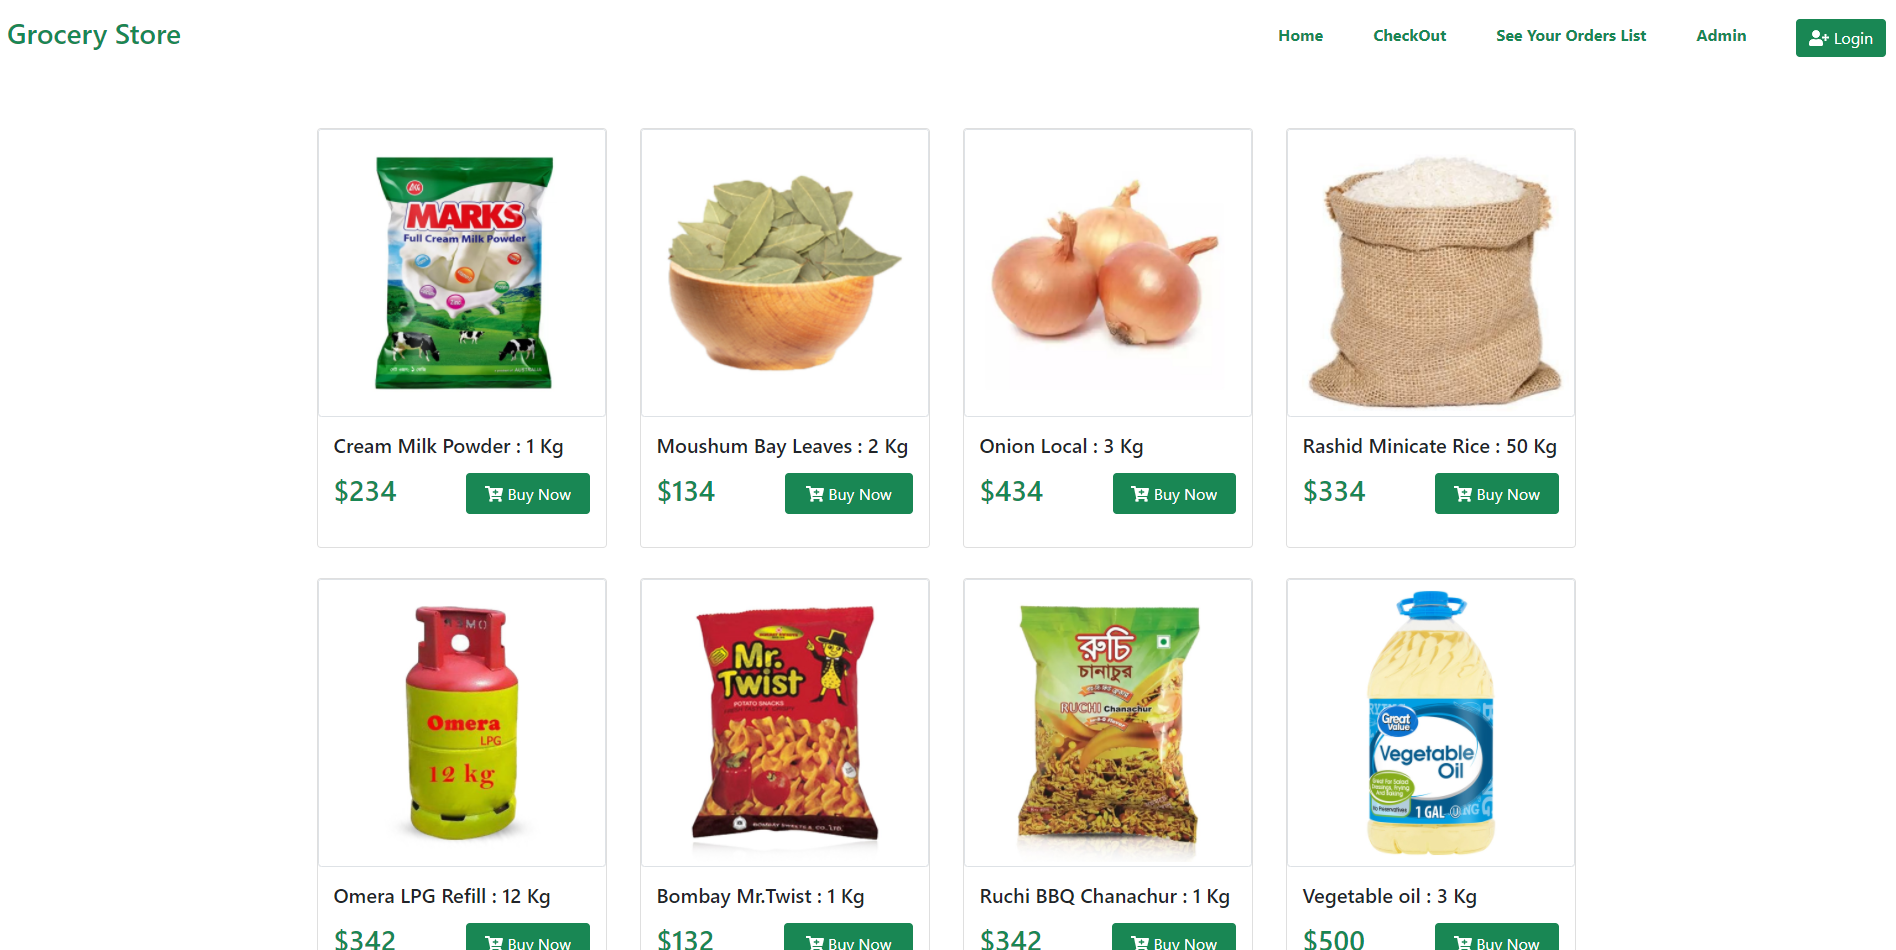 Grocery Store
Home
CheckOut
See Your Orders List
Admin
Login
MARKS
Full Cream Milk Powder
AUSTRALIA
Cream Milk Powder : 1 Kg
$234
Buy Now
Moushum Bay Leaves : 2 Kg
$134
Buy Now
Onion Local : 3 Kg
$434
Buy Now
Rashid Minicate Rice : 50 Kg
$334
Buy Now
Omera
LPG
12 kg
Mr.
Twist
POTATO SNACKS
রুচি
চানাচুর
RUCHI Chanachur
Great
Value
Vegetable
Oil
1 GAL
Omera LPG Refill : 12 Kg
$342
Buy Now
Bombay Mr.Twist : 1 Kg
$132
Buy Now
Ruchi BBQ Chanachur : 1 Kg
$342
Buy Now
Vegetable oil : 3 Kg
$500
Buy Now